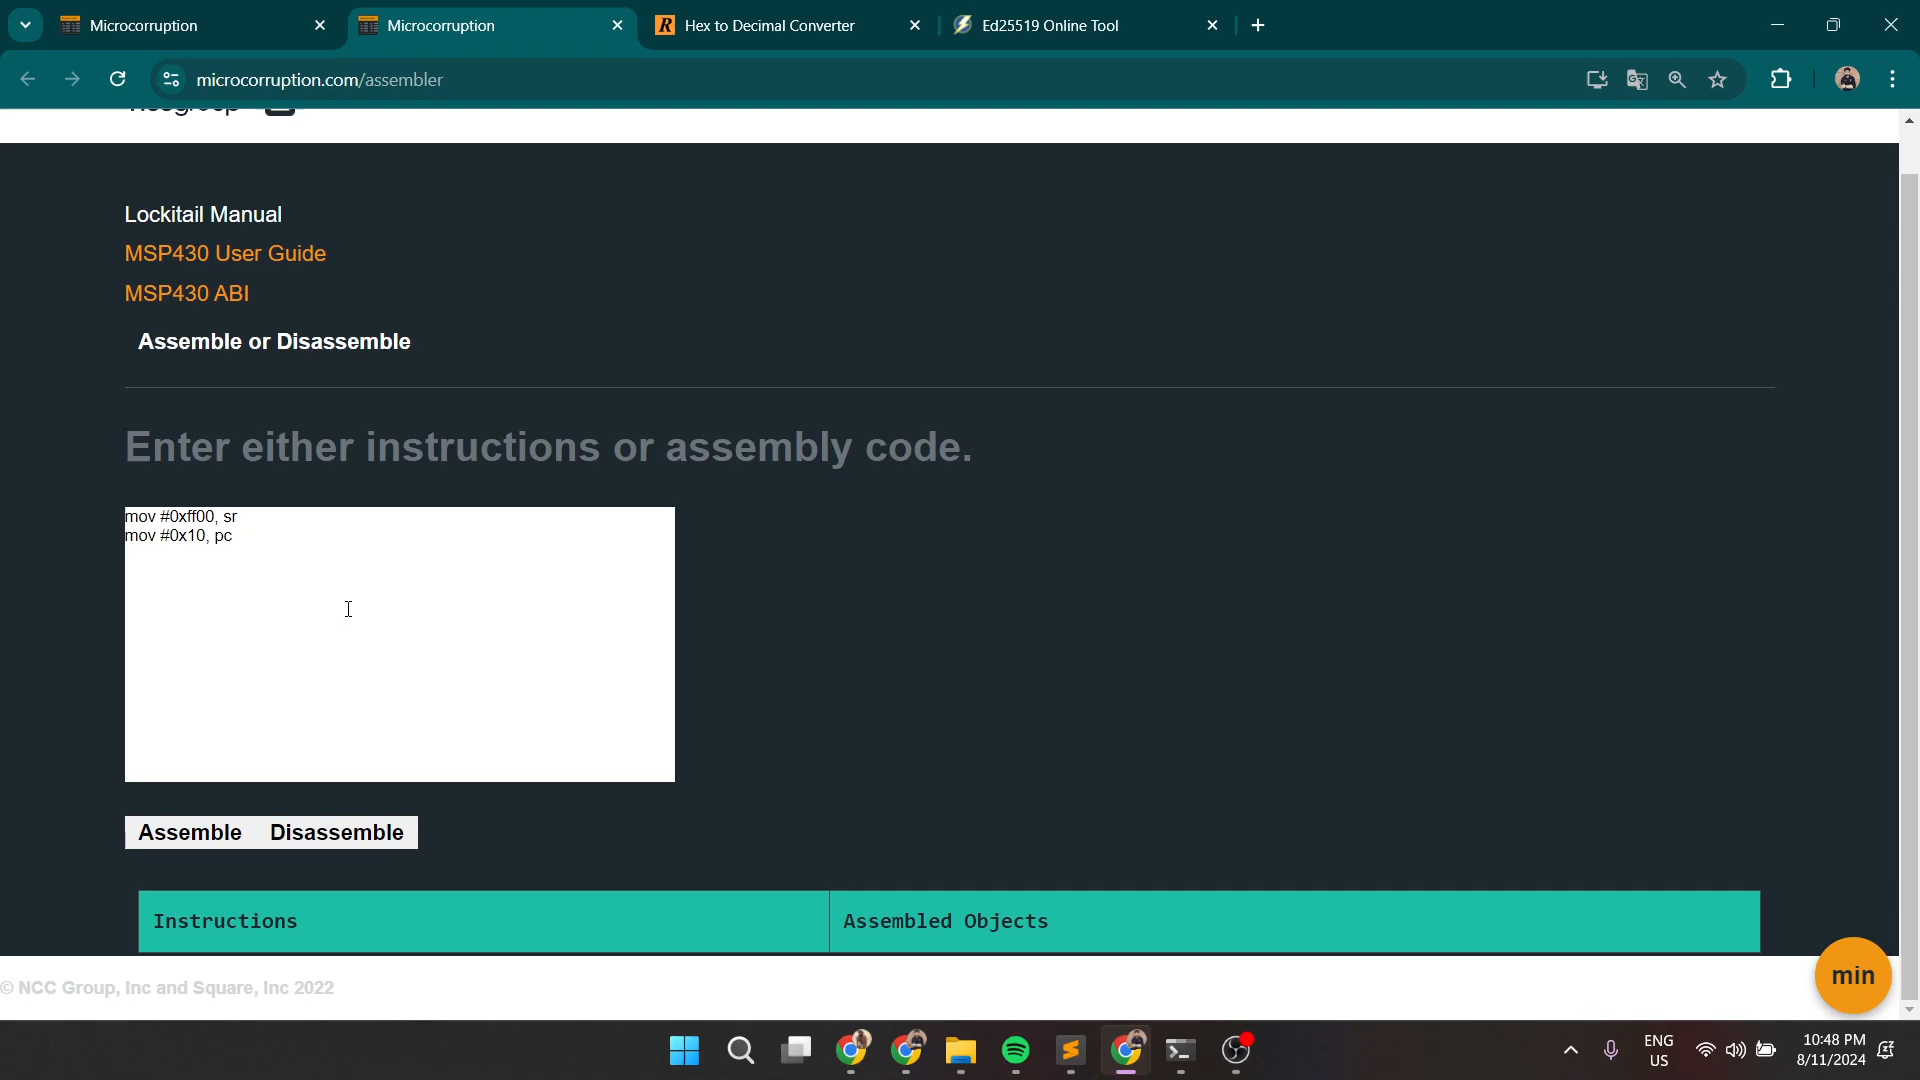 Microcorruption
Microcorruption
Hex to Decimal Converter
Ed25519 Online Tool
microcorruption.com/assembler
Lockitall Manual
MSP430 User Guide
MSP430 ABI
Assemble or Disassemble
Enter either instructions or assembly code.
mov #0xff00, sr
mov #0x10, pc
Assemble Disassemble
Instructions
Assembled Objects
min
© NCC Group, Inc and Square, Inc 2022
ENG
US
10:48 PM
8/11/2024